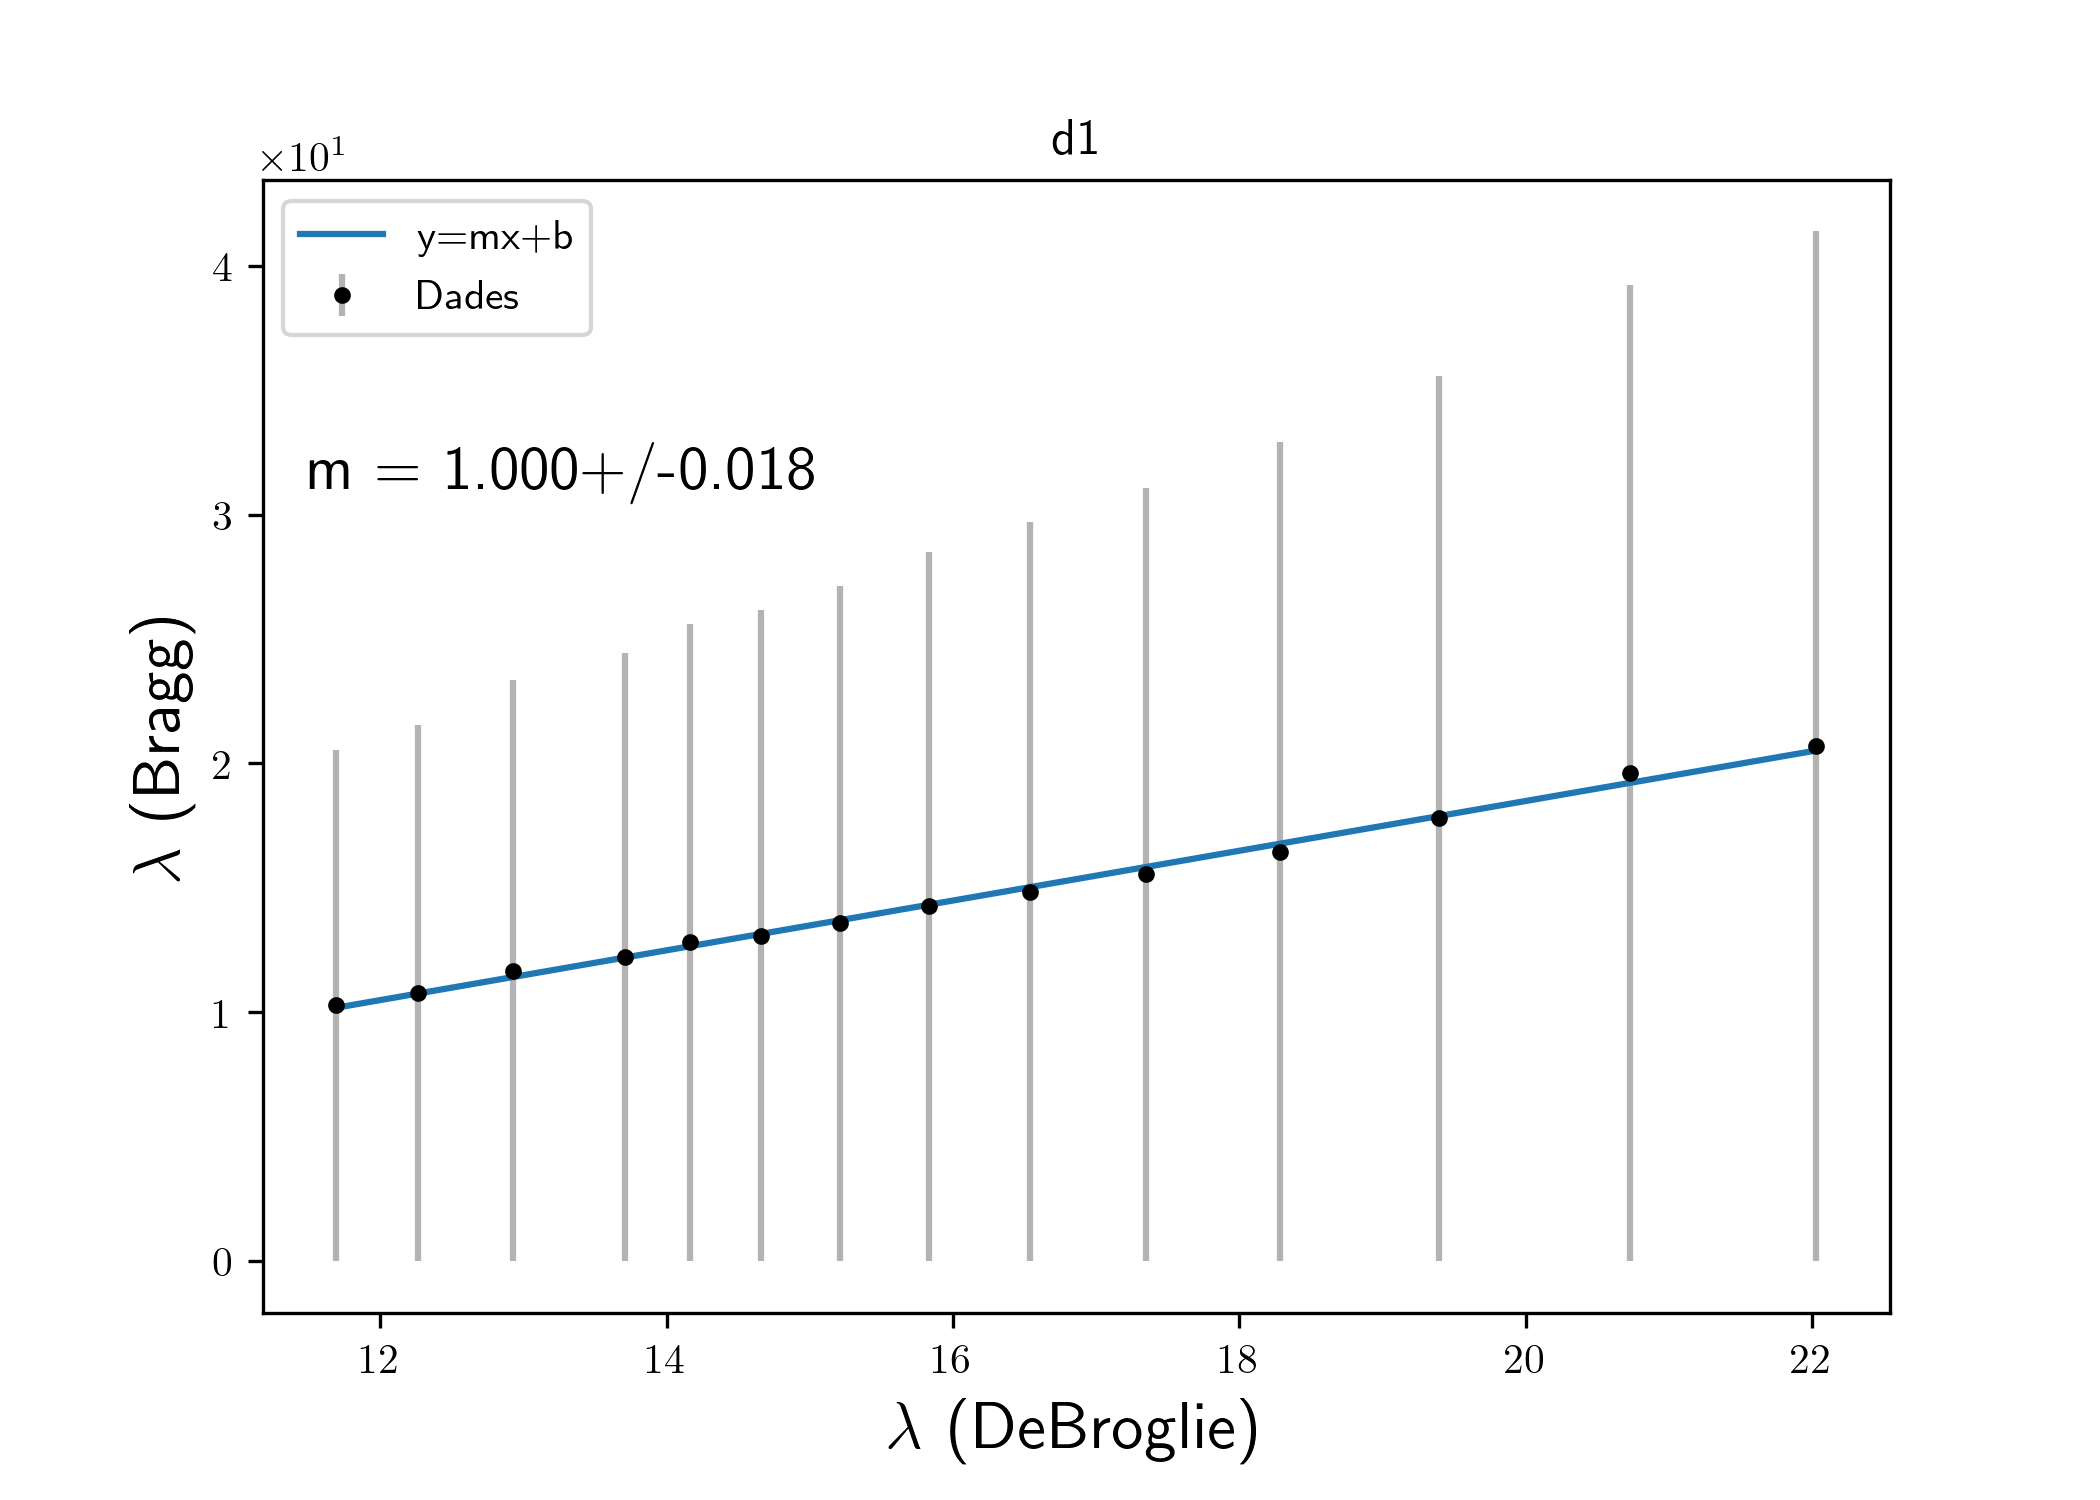 d1
×10¹
y=mx+b
Dades
m = 1.000+/-0.018
4
3
2
1
0
λ (Bragg)
12 14 16 18 20 22
λ (DeBroglie)